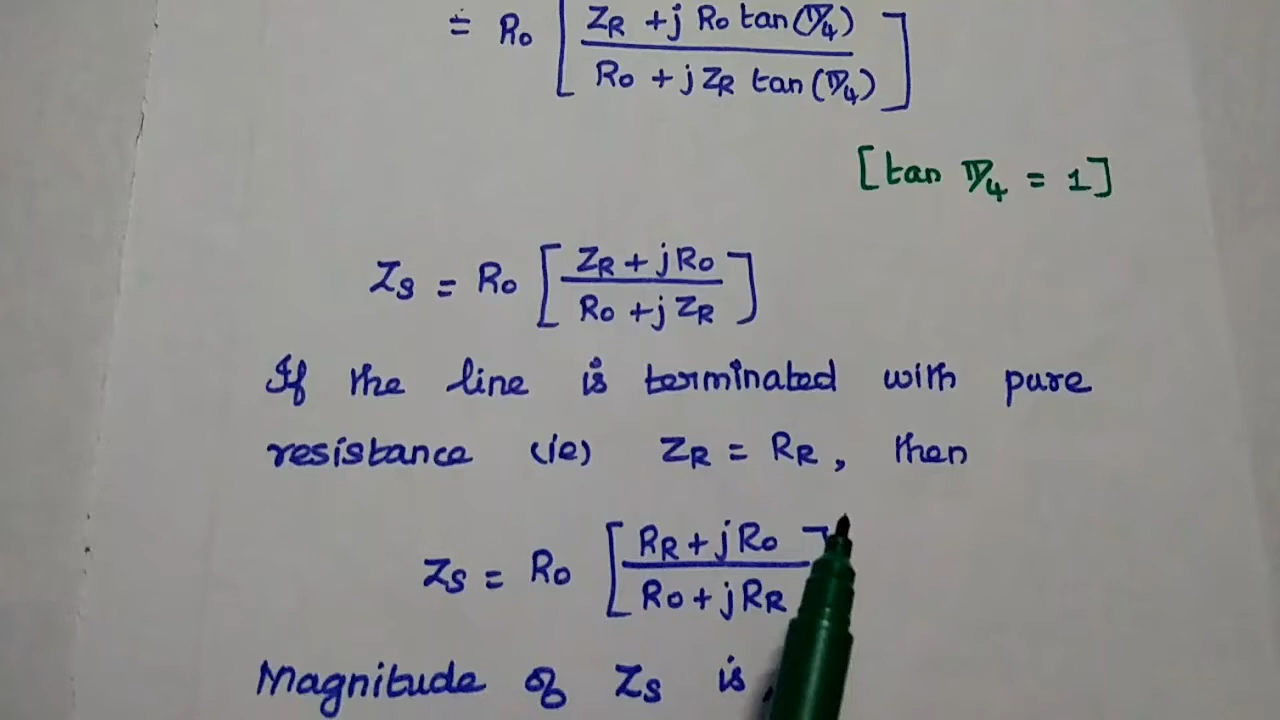 = R₀ [ (Z_R + j R₀ tan(π/4)) / (R₀ + j Z_R tan(π/4)) ]
[tan π/4 = 1]
Z_S = R₀ [ (Z_R + j R₀) / (R₀ + j Z_R) ]
If the line is terminated with pure
resistance (ie) Z_R = R_R, then
Z_S = R₀ [ (R_R + j R₀) / (R₀ + j R_R) ]
Magnitude of Z_S is,